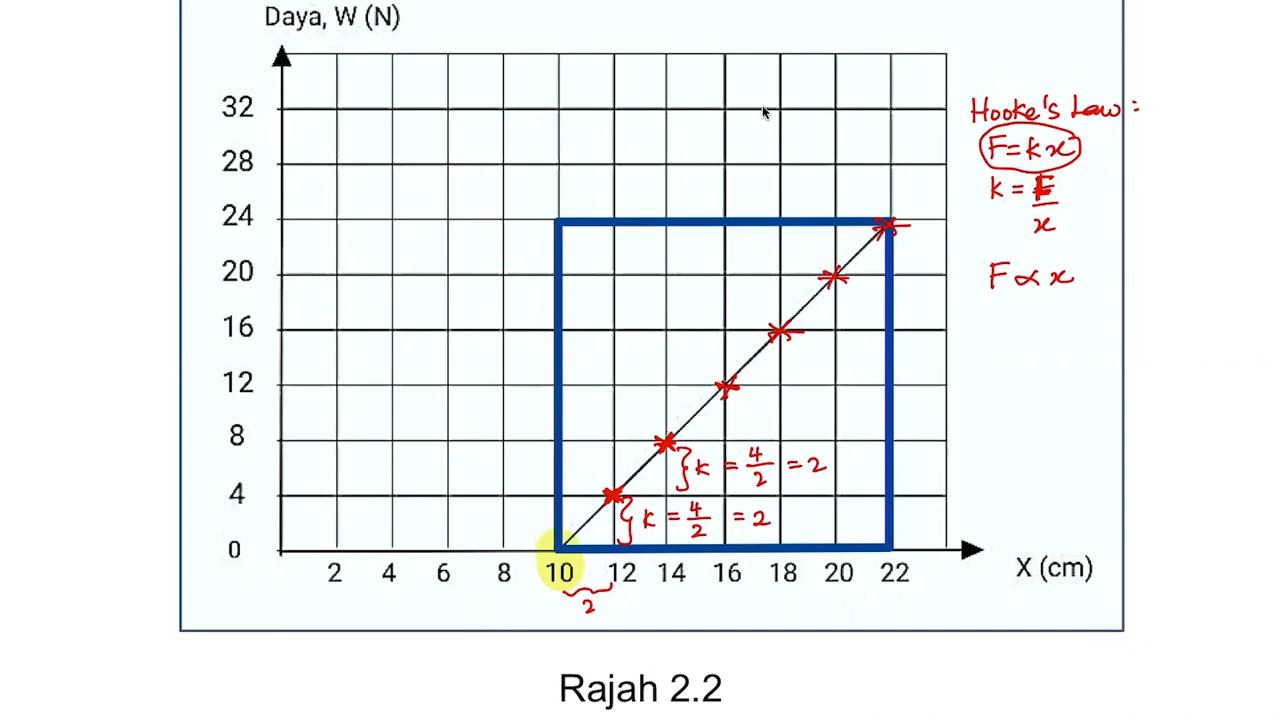 Daya, W (N)
32
28
24
20
16
12
8
4
0
2 4 6 8 10 12 14 16 18 20 22
X (cm)
2
k = 4/2 = 2
k = 4/2 = 2
Hooke's Law :
F = kx
k = F/x
F ∝ x
Rajah 2.2